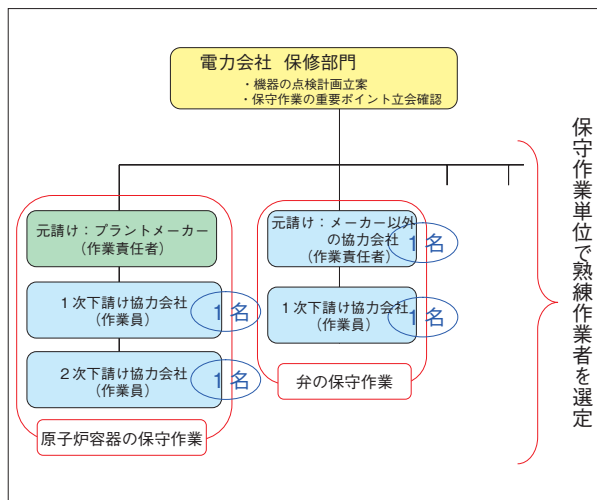 電力会社 保修部門
・機器の点検計画立案
・保守作業の重要ポイント立会確認
元請け：プラントメーカー
（作業責任者）
1次下請け協力会社
（作業員）
1名
2次下請け協力会社
（作業員）
1名
原子炉容器の保守作業
元請け：メーカー以外
の協力会社
（作業責任者）
1名
1次下請け協力会社
（作業員）
1名
弁の保守作業
保守作業単位で熟練作業者を選定